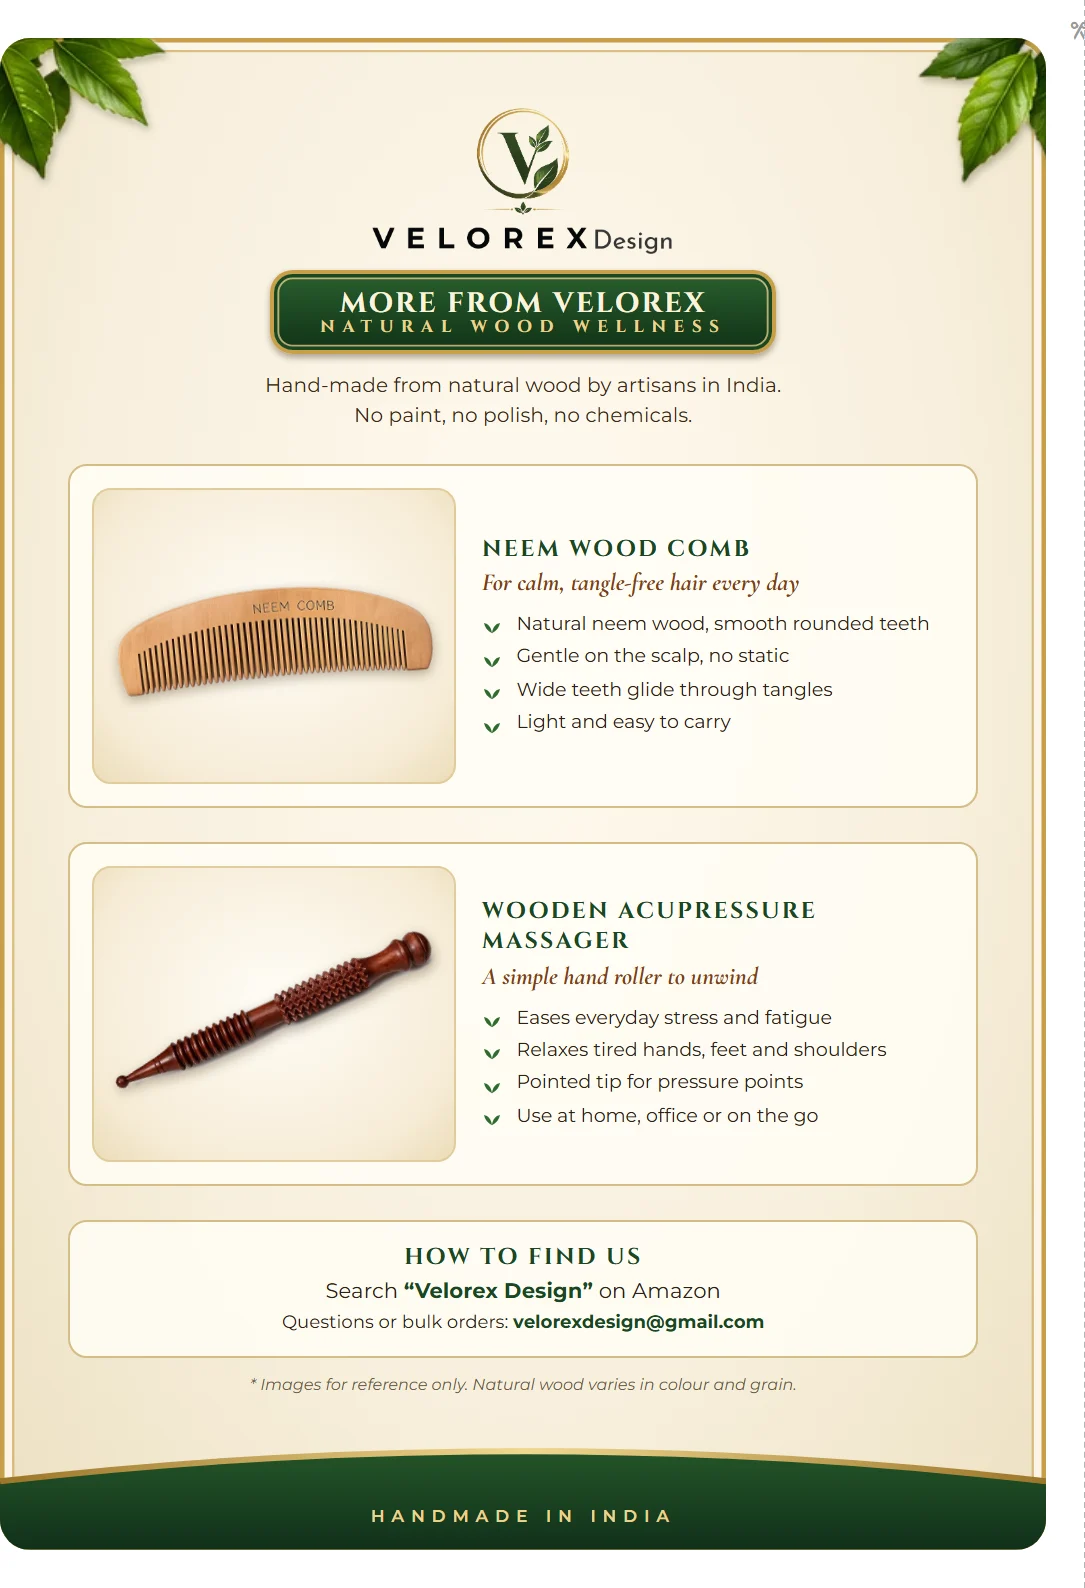 V
VELOREX Design
MORE FROM VELOREX
NATURAL WOOD WELLNESS
Hand-made from natural wood by artisans in India.
No paint, no polish, no chemicals.
NEEM COMB
NEEM WOOD COMB
For calm, tangle-free hair every day
Natural neem wood, smooth rounded teeth
Gentle on the scalp, no static
Wide teeth glide through tangles
Light and easy to carry
WOODEN ACUPRESSURE
MASSAGER
A simple hand roller to unwind
Eases everyday stress and fatigue
Relaxes tired hands, feet and shoulders
Pointed tip for pressure points
Use at home, office or on the go
HOW TO FIND US
Search “Velorex Design” on Amazon
Questions or bulk orders: velorexdesign@gmail.com
* Images for reference only. Natural wood varies in colour and grain.
HANDMADE IN INDIA